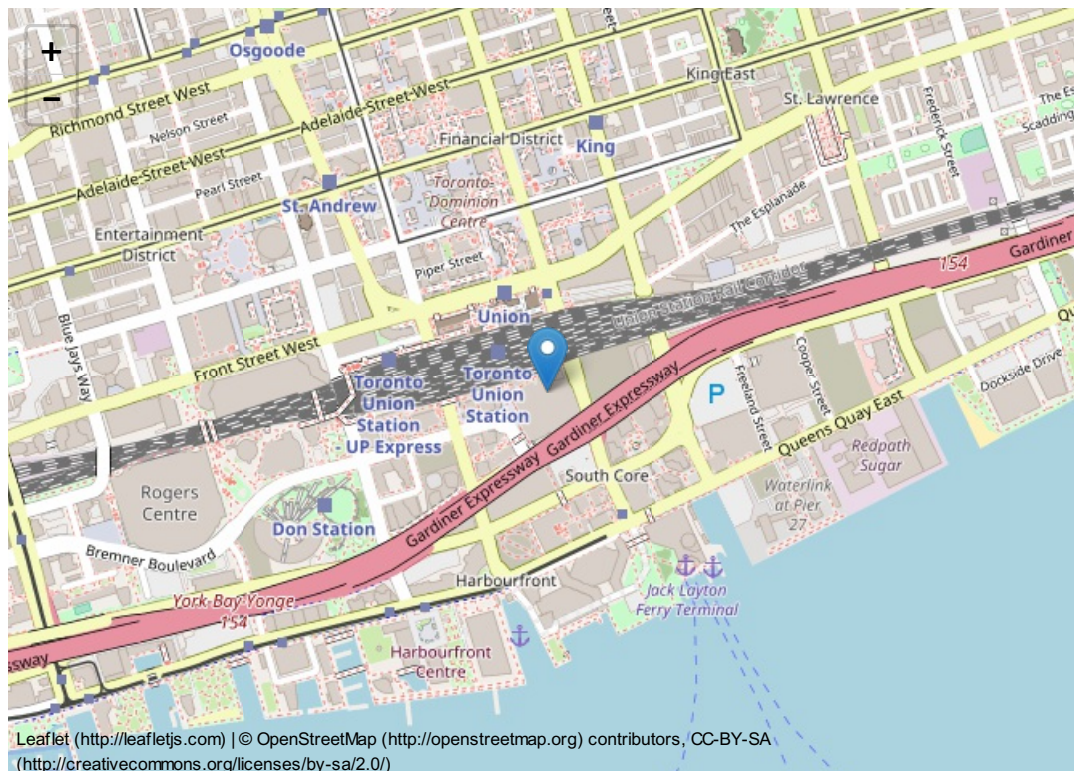 +
-
Osgoode
Richmond Street West
Nelson Street
Adelaide Street West
Adelaide Street West
Pearl Street
Financial District
King
King East
St. Lawrence
Frederick Street
St. Andrew
Toronto-
Dominion
Centre
The Esplanade
Entertainment
District
Piper Street
Gardiner
154
Union Station Rail Corridor
Union
Blue Jays Way
Front Street West
Toronto
Union
Station
UP Express
Toronto
Union
Station
Gardiner Expressway
Gardiner Expressway
P
Freeland Street
Cooper Street
Dockside Drive
Queens Quay East
Redpath
Sugar
South Core
Waterlink
at Pier
27
Rogers
Centre
Don Station
Bremner Boulevard
Harbourfront
Jack Layton
Ferry Terminal
York Bay Yonge
154
ssway
Harbourfront
Centre
Leaflet (http://leafletjs.com) | © OpenStreetMap (http://openstreetmap.org) contributors, CC-BY-SA
(http://creativecommons.org/licenses/by-sa/2.0/)